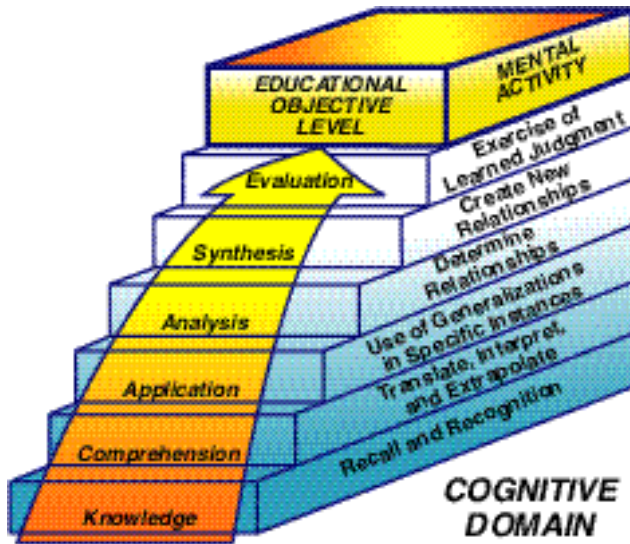 EDUCATIONAL
OBJECTIVE
LEVEL
MENTAL
ACTIVITY
Evaluation
Exercise of
Learned Judgment
Synthesis
Create New
Relationships
Analysis
Determine
Relationships
Application
Use of Generalizations
in Specific Instances
Comprehension
Translate, Interpret,
and Extrapolate
Knowledge
Recall and Recognition
COGNITIVE
DOMAIN